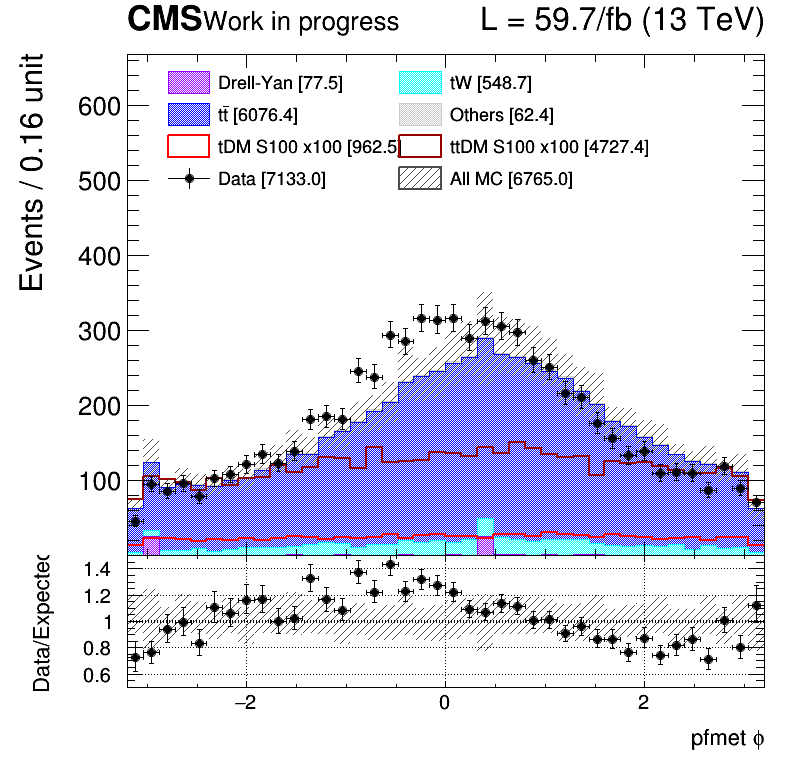 CMS Work in progress L = 59.7/fb (13 TeV)
Events / 0.16 unit
Drell-Yan [77.5] tW [548.7]
tt̄ [6076.4] Others [62.4]
tDM S100 x100 [962.5] ttDM S100 x100 [4727.4]
Data [7133.0] All MC [6765.0]
600
500
400
300
200
100
Data/Expected
1.4
1.2
1
0.8
0.6
−2 0 2
pfmet ϕ